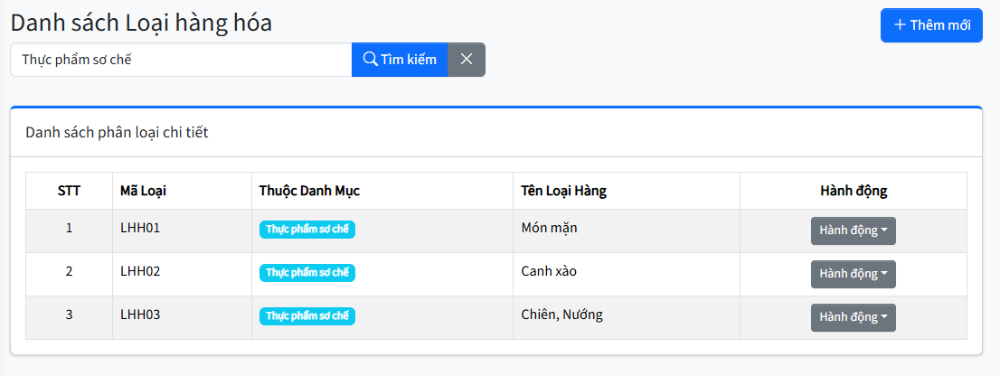 Danh sách Loại hàng hóa
Thêm mới
Thực phẩm sơ chế
Tìm kiếm
Danh sách phân loại chi tiết
STT Mã Loại Thuộc Danh Mục Tên Loại Hàng Hành động
1 LHH01 Thực phẩm sơ chế Món mặn Hành động
2 LHH02 Thực phẩm sơ chế Canh xào Hành động
3 LHH03 Thực phẩm sơ chế Chiên, Nướng Hành động